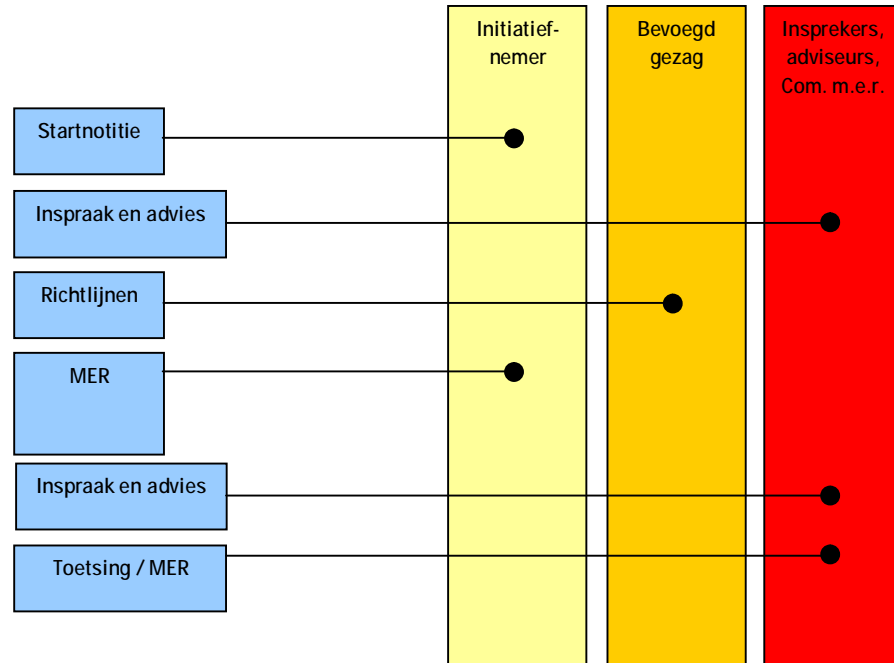 Initiatief-
nemer
Bevoegd
gezag
Insprekers,
adviseurs,
Com. m.e.r.
Startnotitie
Inspraak en advies
Richtlijnen
MER
Inspraak en advies
Toetsing / MER